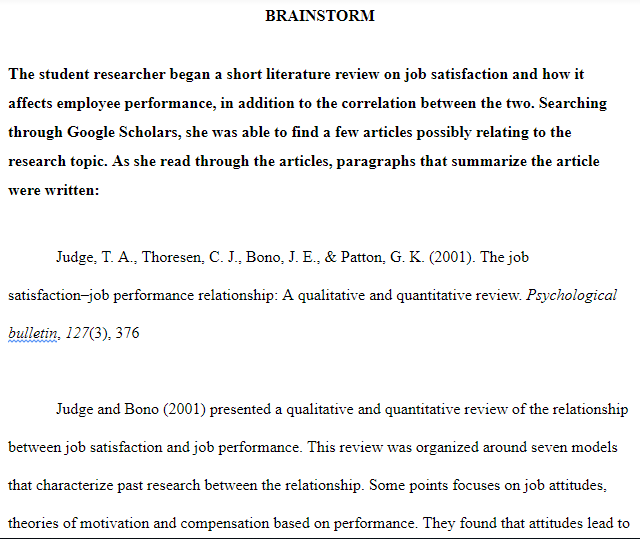 BRAINSTORM
The student researcher began a short literature review on job satisfaction and how it
affects employee performance, in addition to the correlation between the two. Searching
through Google Scholars, she was able to find a few articles possibly relating to the
research topic. As she read through the articles, paragraphs that summarize the article
were written:
Judge, T. A., Thoresen, C. J., Bono, J. E., & Patton, G. K. (2001). The job
satisfaction–job performance relationship: A qualitative and quantitative review. Psychological
bulletin, 127(3), 376
Judge and Bono (2001) presented a qualitative and quantitative review of the relationship
between job satisfaction and job performance. This review was organized around seven models
that characterize past research between the relationship. Some points focuses on job attitudes,
theories of motivation and compensation based on performance. They found that attitudes lead to